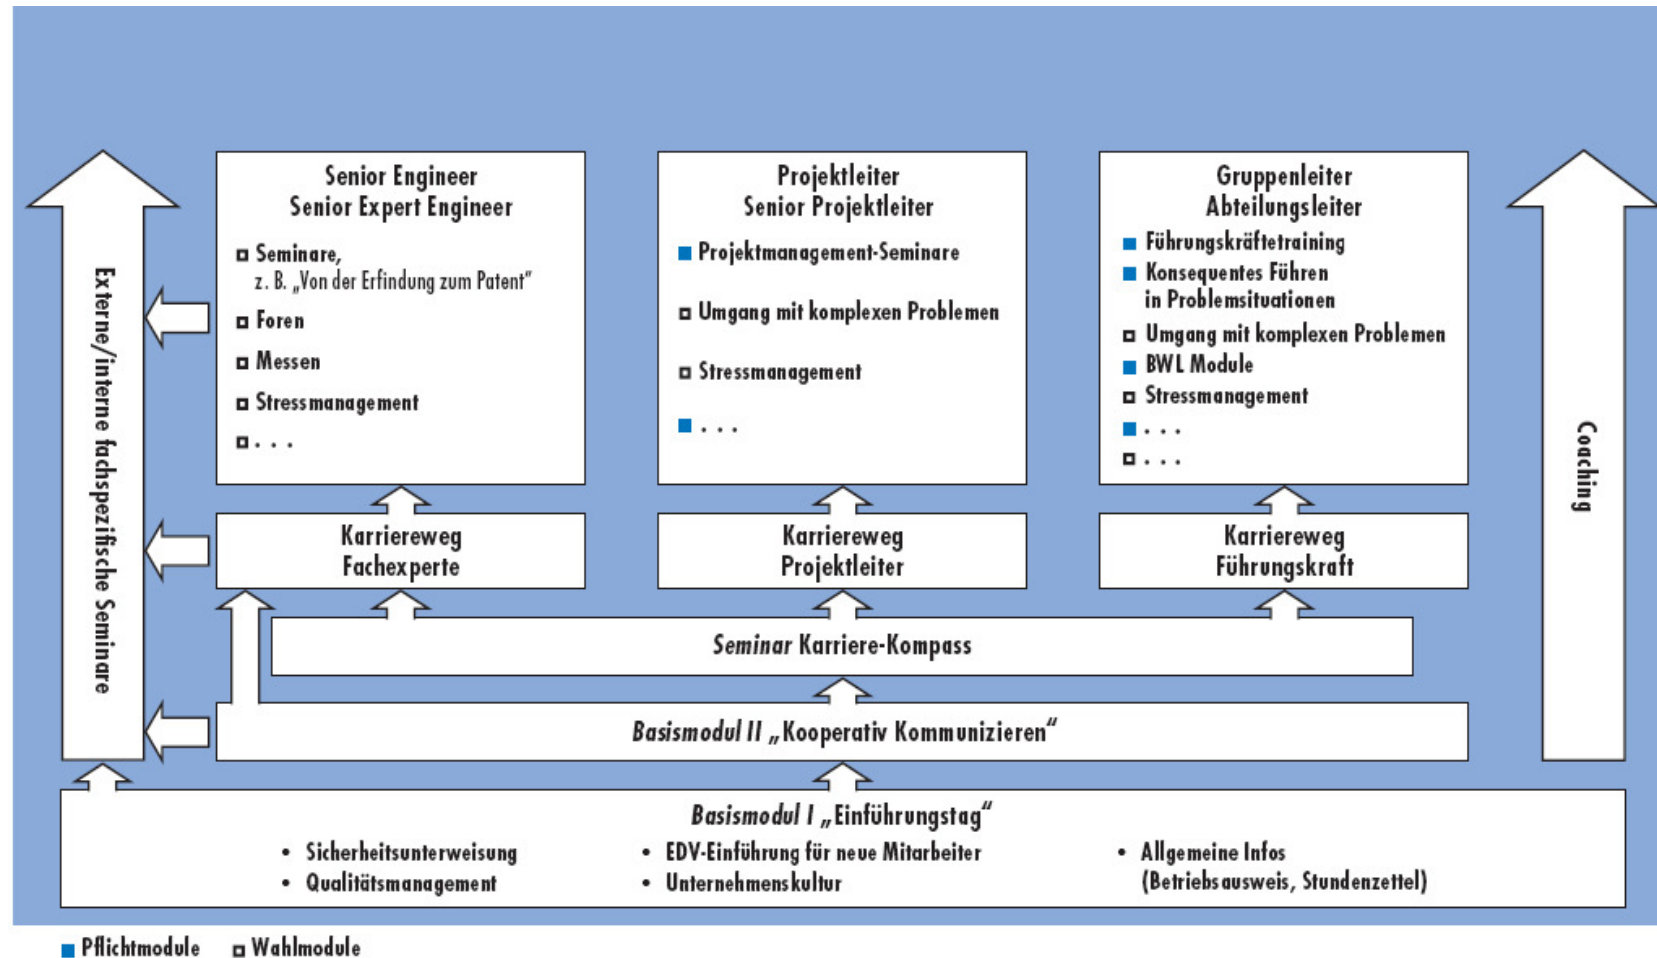 Externe/interne fachspezifische Seminare
Senior Engineer
Senior Expert Engineer
Seminare,
z. B. „Von der Erfindung zum Patent“
Foren
Messen
Stressmanagement
. . .
Projektleiter
Senior Projektleiter
Projektmanagement-Seminare
Umgang mit komplexen Problemen
Stressmanagement
. . .
Gruppenleiter
Abteilungsleiter
Führungskräftetraining
Konsequentes Führen
in Problemsituationen
Umgang mit komplexen Problemen
BWL Module
Stressmanagement
. . .
. . .
Coaching
Karriereweg
Fachexperte
Karriereweg
Projektleiter
Karriereweg
Führungskraft
Seminar Karriere-Kompass
Basismodul II „Kooperativ Kommunizieren“
Basismodul I „Einführungstag“
• Sicherheitsunterweisung
• Qualitätsmanagement
• EDV-Einführung für neue Mitarbeiter
• Unternehmenskultur
• Allgemeine Infos
(Betriebsausweis, Stundenzettel)
Pflichtmodule
Wahlmodule